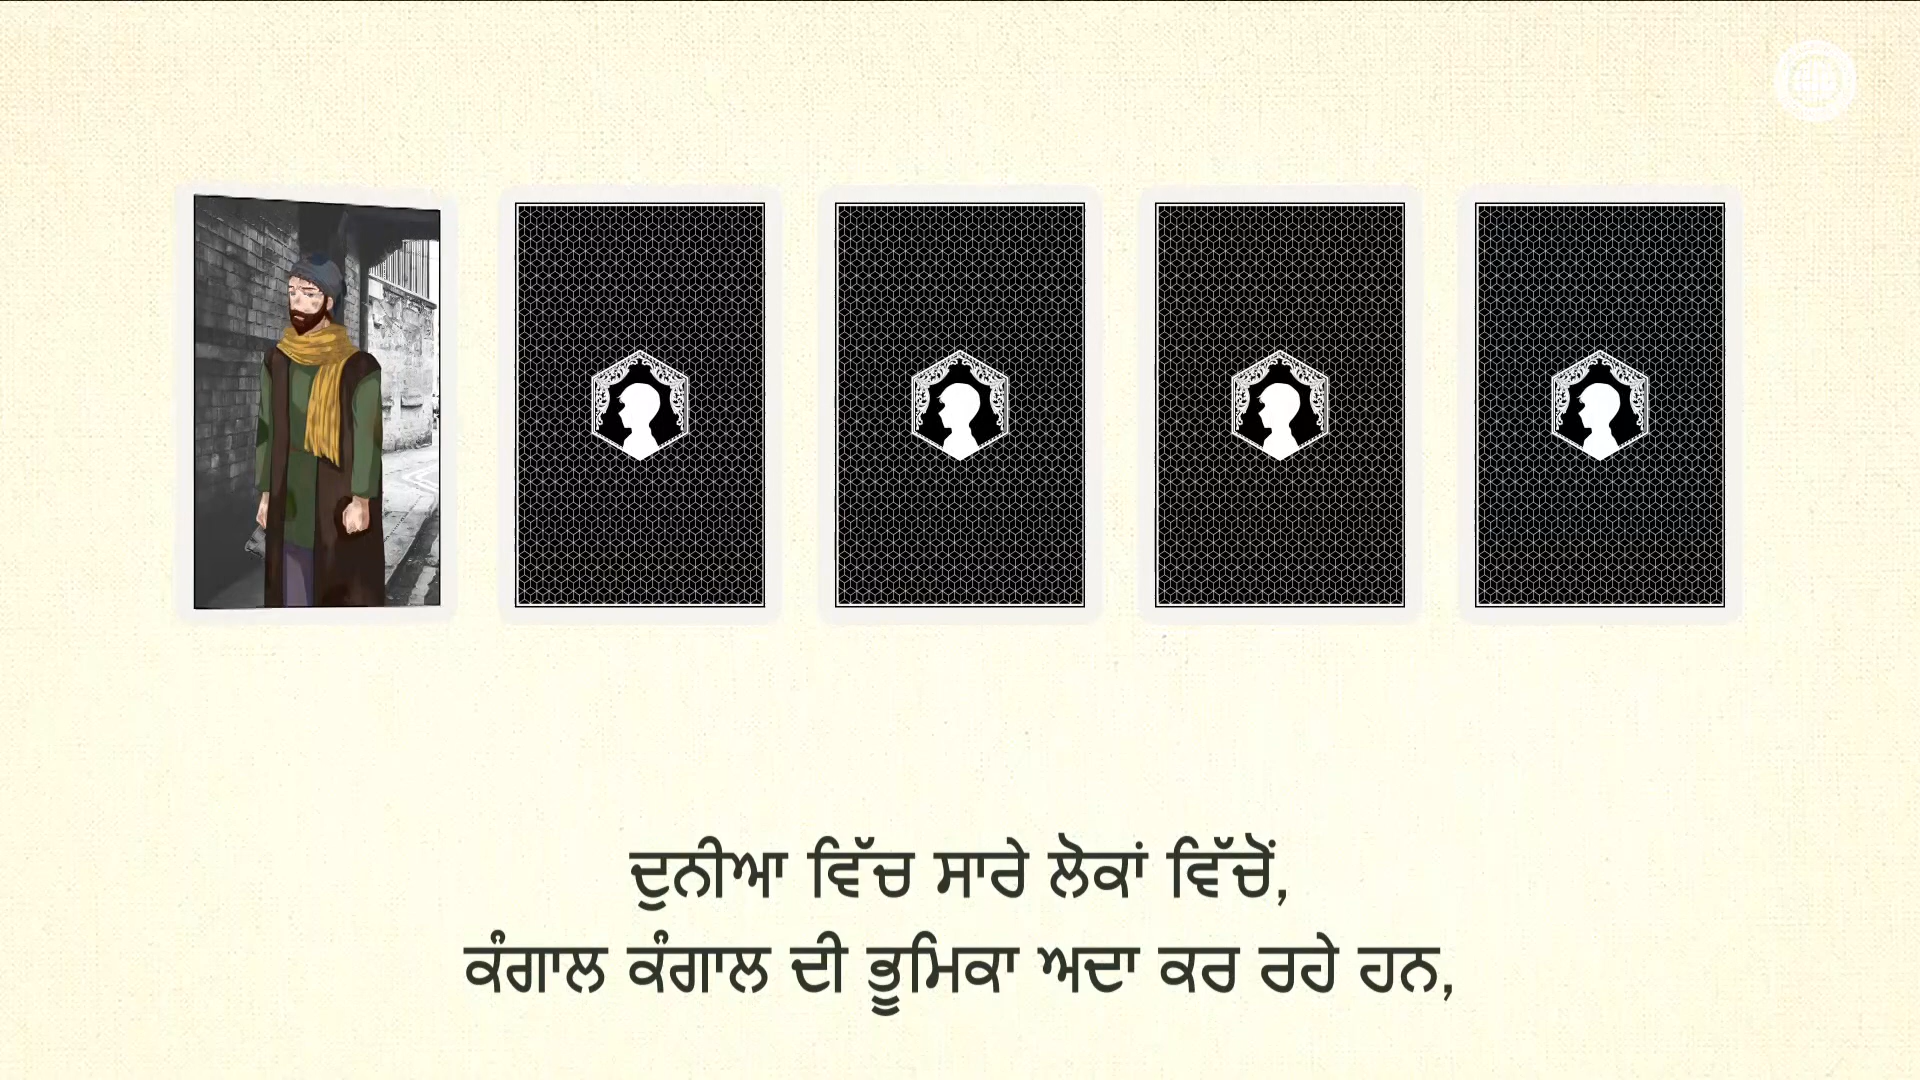 ਦੁਨੀਆ ਵਿੱਚ ਸਾਰੇ ਲੋਕਾਂ ਵਿੱਚੋਂ,
ਕੰਗਾਲ ਕੰਗਾਲ ਦੀ ਭੂਮਿਕਾ ਅਦਾ ਕਰ ਰਹੇ ਹਨ,